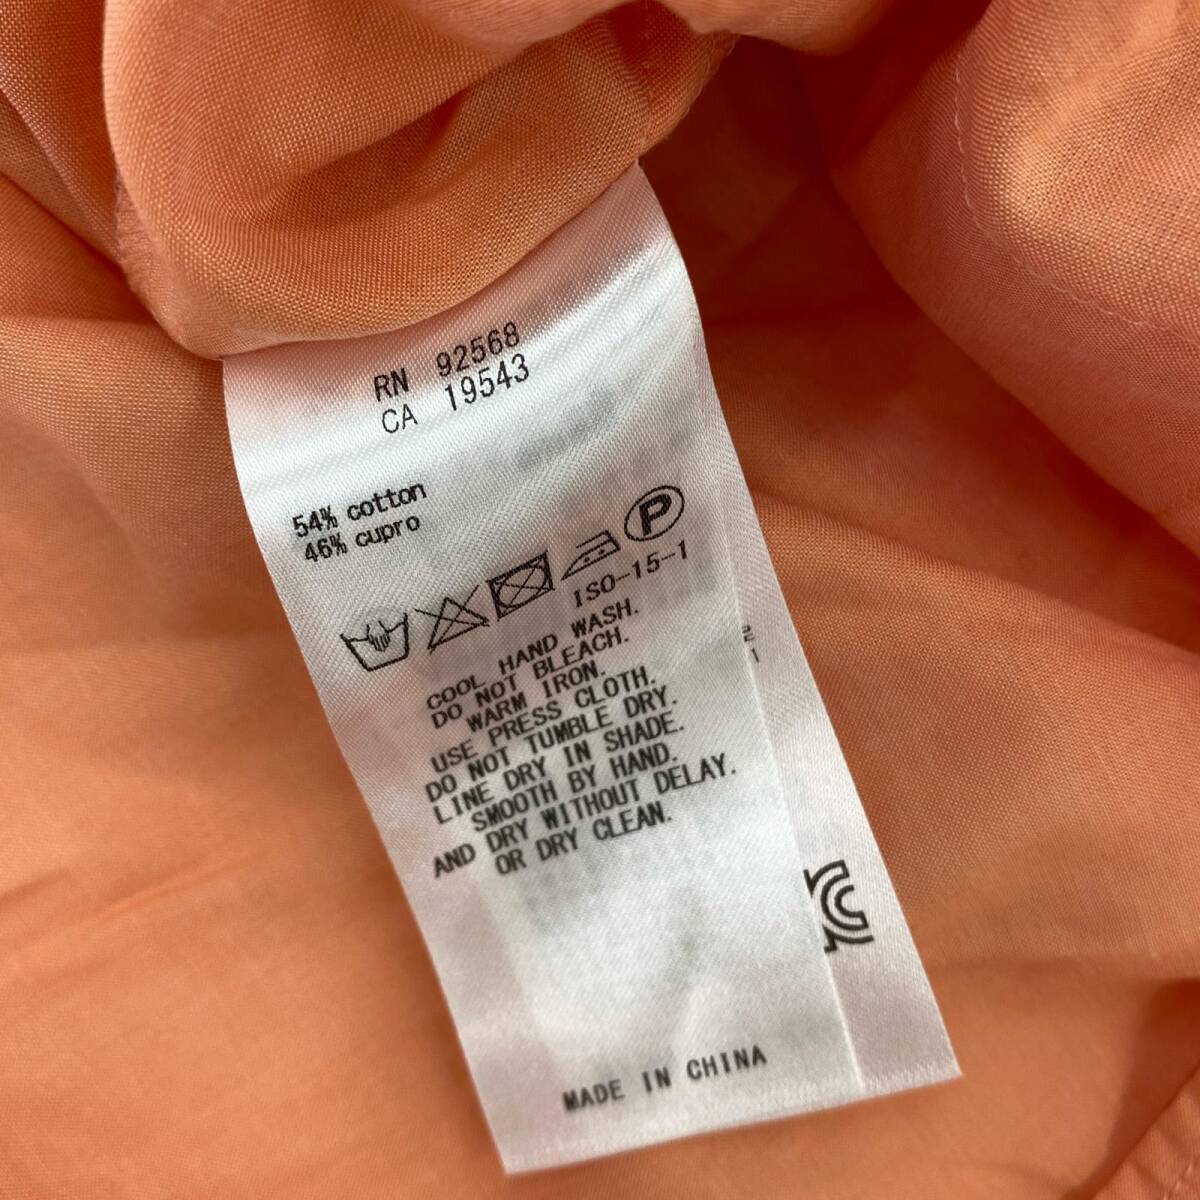 RN 92568
CA 19543
54% cotton
46% cupro
P
ISO-15-1
COOL HAND WASH.
DO NOT BLEACH.
WARM IRON.
USE PRESS CLOTH.
DO NOT TUMBLE DRY.
LINE DRY IN SHADE.
SMOOTH BY HAND.
AND DRY WITHOUT DELAY.
OR DRY CLEAN.
MADE IN CHINA